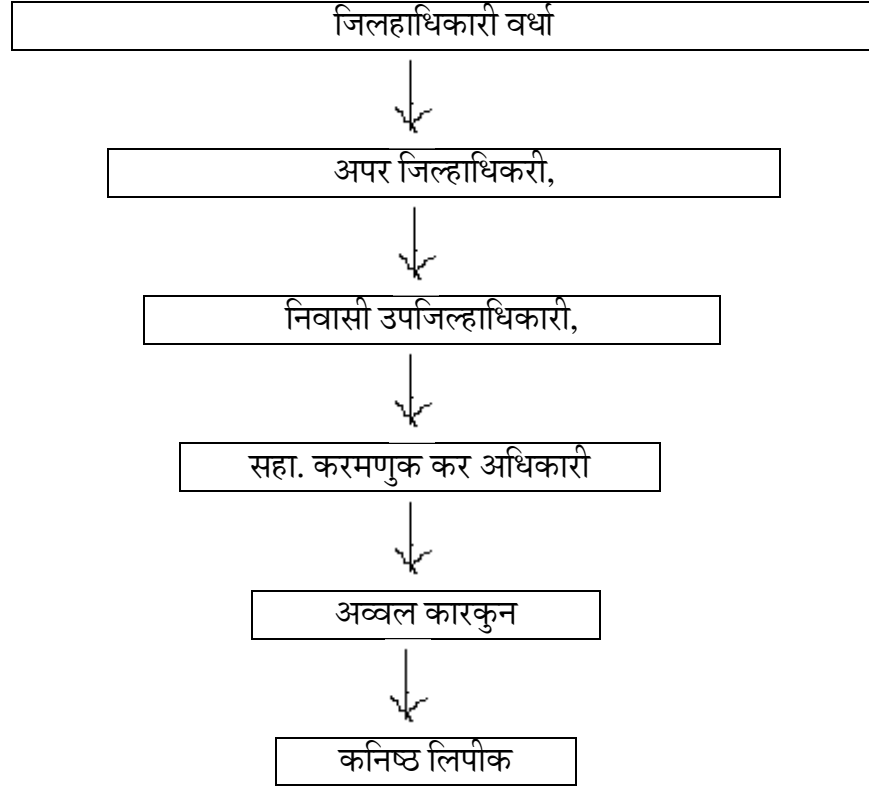 जिलहाधिकारी वर्धा
अपर जिल्हाधिकरी,
निवासी उपजिल्हाधिकारी,
सहा. करमणुक कर अधिकारी
अव्वल कारकुन
कनिष्ठ लिपीक